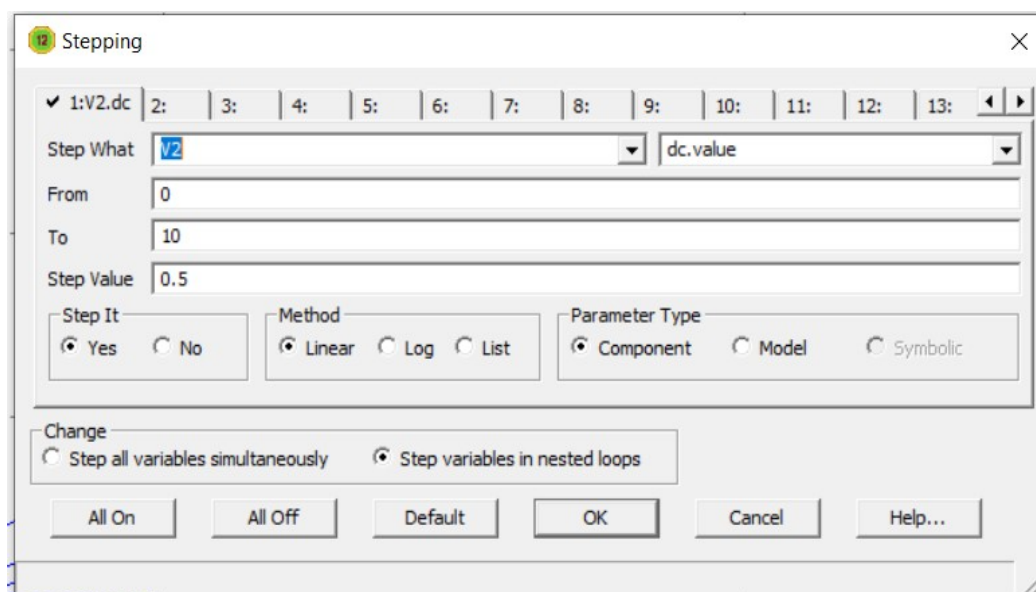 12 Stepping
1:V2.dc 2: 3: 4: 5: 6: 7: 8: 9: 10: 11: 12: 13:
Step What V2 dc.value
From 0
To 10
Step Value 0.5
Step It Method Parameter Type
Yes No Linear Log List Component Model Symbolic
Change
Step all variables simultaneously Step variables in nested loops
All On All Off Default OK Cancel Help...